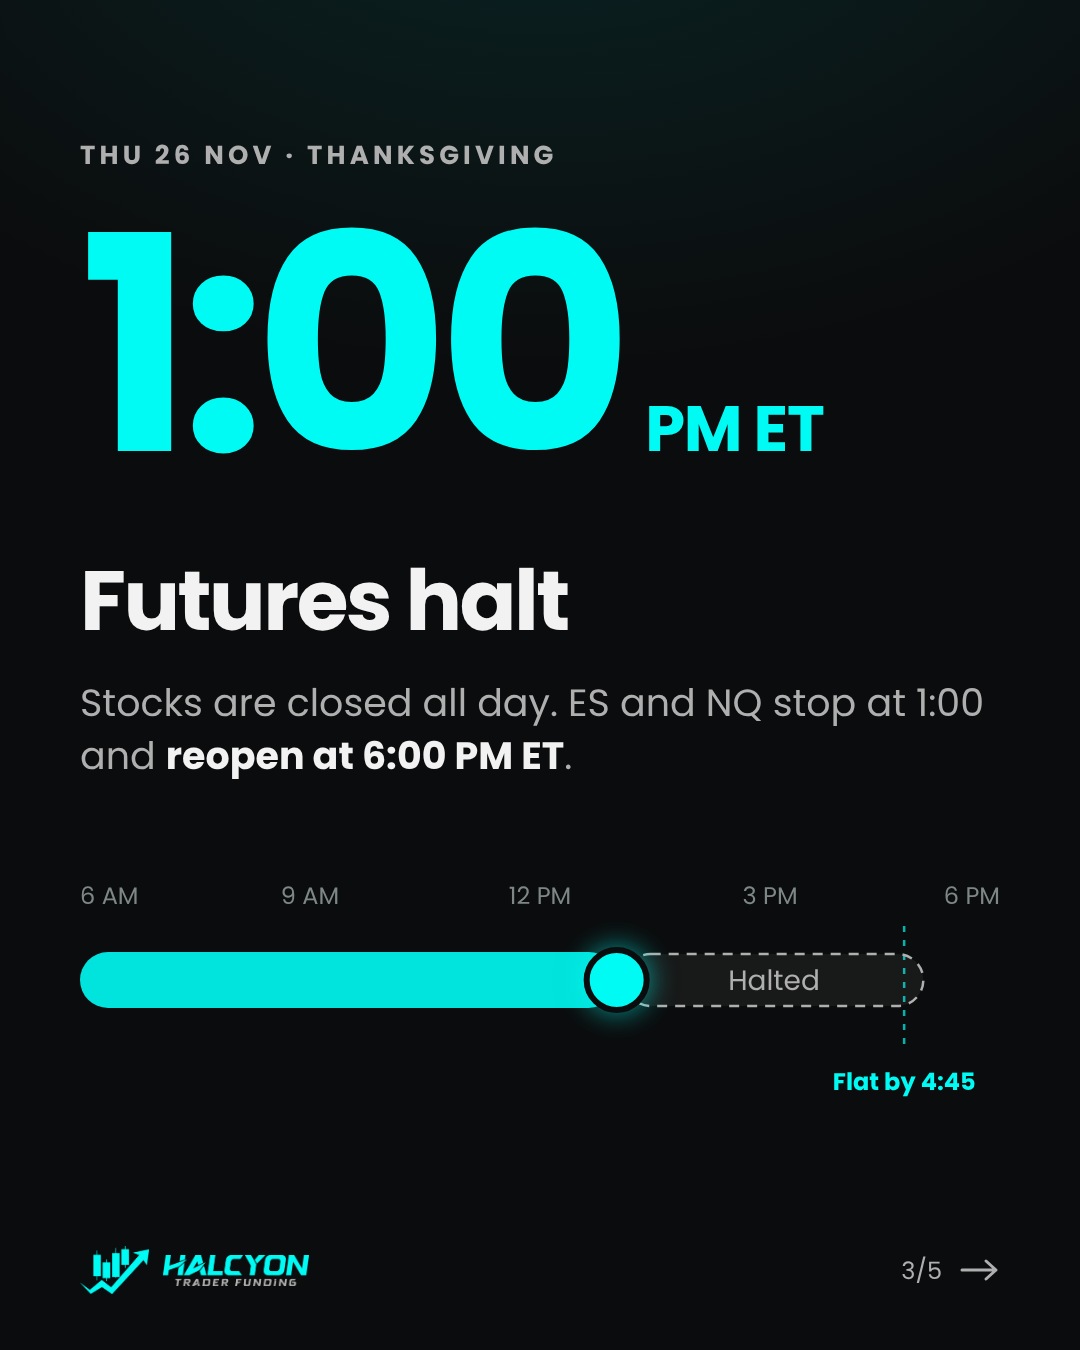 THU 26 NOV · THANKSGIVING
1:00 PM ET
Futures halt
Stocks are closed all day. ES and NQ stop at 1:00
and reopen at 6:00 PM ET.
6 AM 9 AM 12 PM 3 PM 6 PM
Halted
Flat by 4:45
HALCYON
TRADER FUNDING
3/5 →